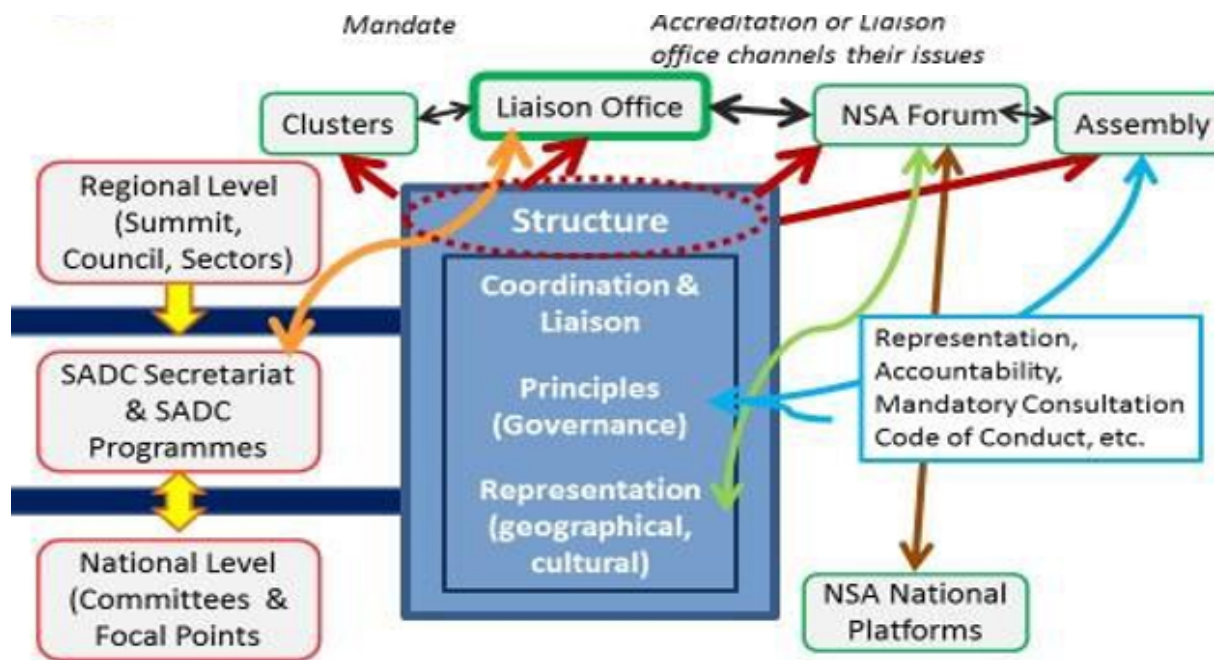 Mandate
Accreditation or Liaison
office channels their issues
Clusters
Liaison Office
NSA Forum
Assembly
Regional Level
(Summit,
Council, Sectors)
SADC Secretariat
& SADC
Programmes
National Level
(Committees &
Focal Points
Structure
Coordination &
Liaison
Principles
(Governance)
Representation
(geographical,
cultural)
Representation,
Accountability,
Mandatory Consultation
Code of Conduct, etc.
NSA National
Platforms